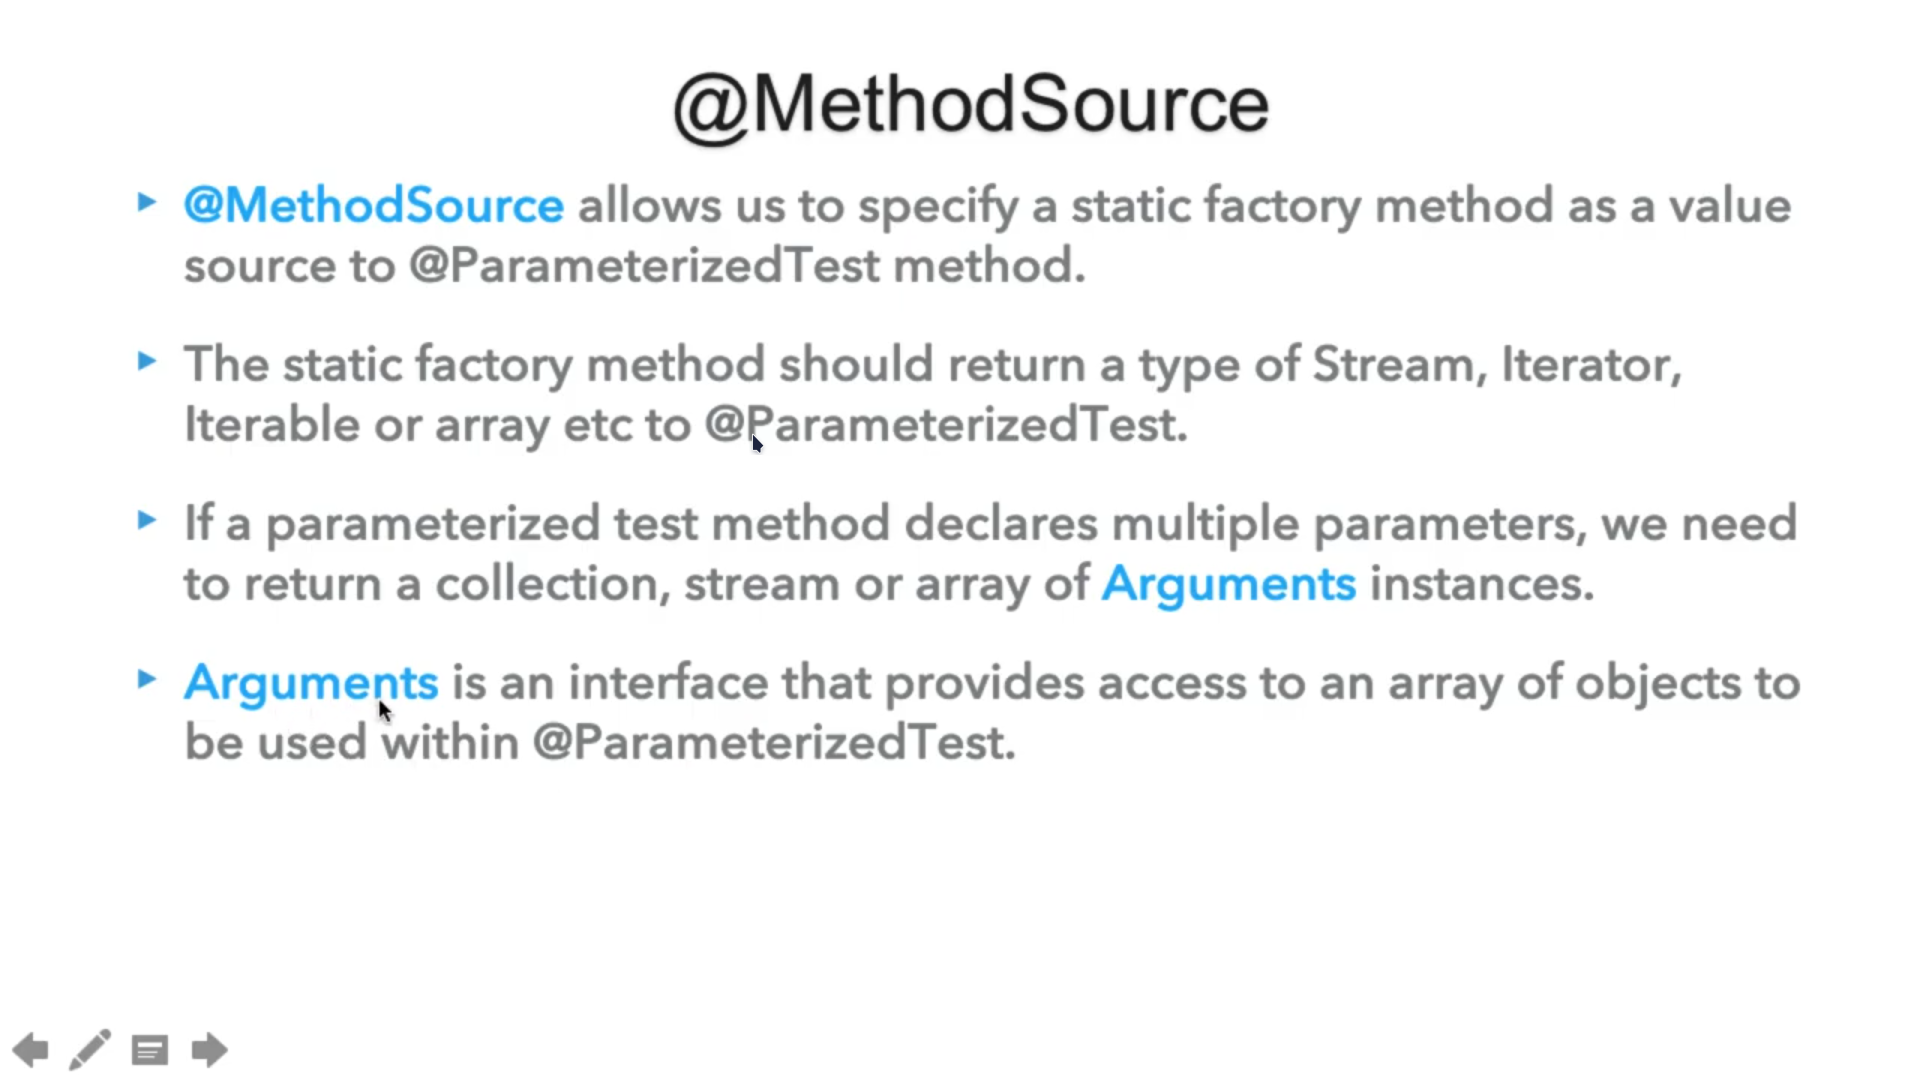 @MethodSource
@MethodSource allows us to specify a static factory method as a value
source to @ParameterizedTest method.
The static factory method should return a type of Stream, Iterator,
Iterable or array etc to @ParameterizedTest.
If a parameterized test method declares multiple parameters, we need
to return a collection, stream or array of Arguments instances.
Arguments is an interface that provides access to an array of objects to
be used within @ParameterizedTest.